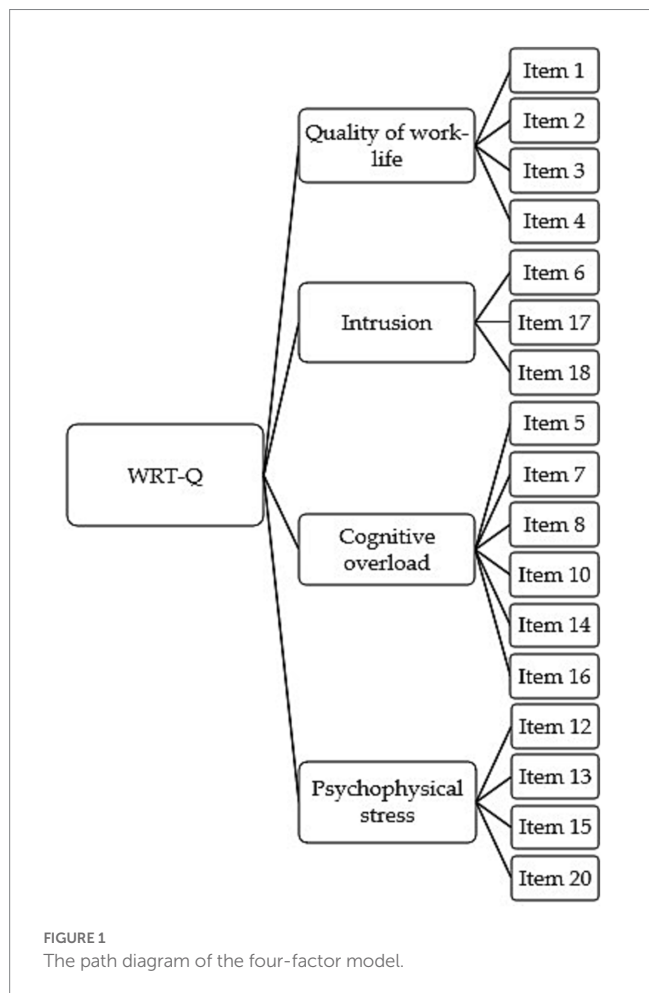 WRT-Q
Quality of work-
life
Item 1
Item 2
Item 3
Item 4
Intrusion
Item 6
Item 17
Item 18
Cognitive
overload
Item 5
Item 7
Item 8
Item 10
Item 14
Item 16
Psychophysical
stress
Item 12
Item 13
Item 15
Item 20
FIGURE 1
The path diagram of the four-factor model.